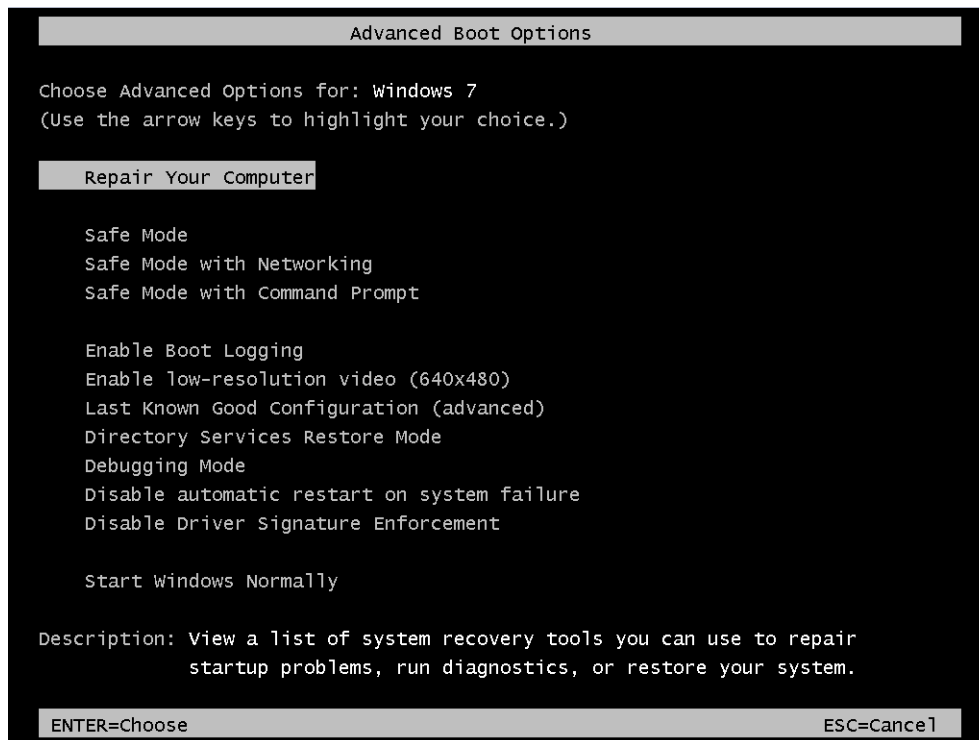 Advanced Boot Options
Choose Advanced Options for: Windows 7
(Use the arrow keys to highlight your choice.)
Repair Your Computer
Safe Mode
Safe Mode with Networking
Safe Mode with Command Prompt
Enable Boot Logging
Enable low-resolution video (640x480)
Last Known Good Configuration (advanced)
Directory Services Restore Mode
Debugging Mode
Disable automatic restart on system failure
Disable Driver Signature Enforcement
Start Windows Normally
Description: View a list of system recovery tools you can use to repair
startup problems, run diagnostics, or restore your system.
ENTER=Choose ESC=Cancel